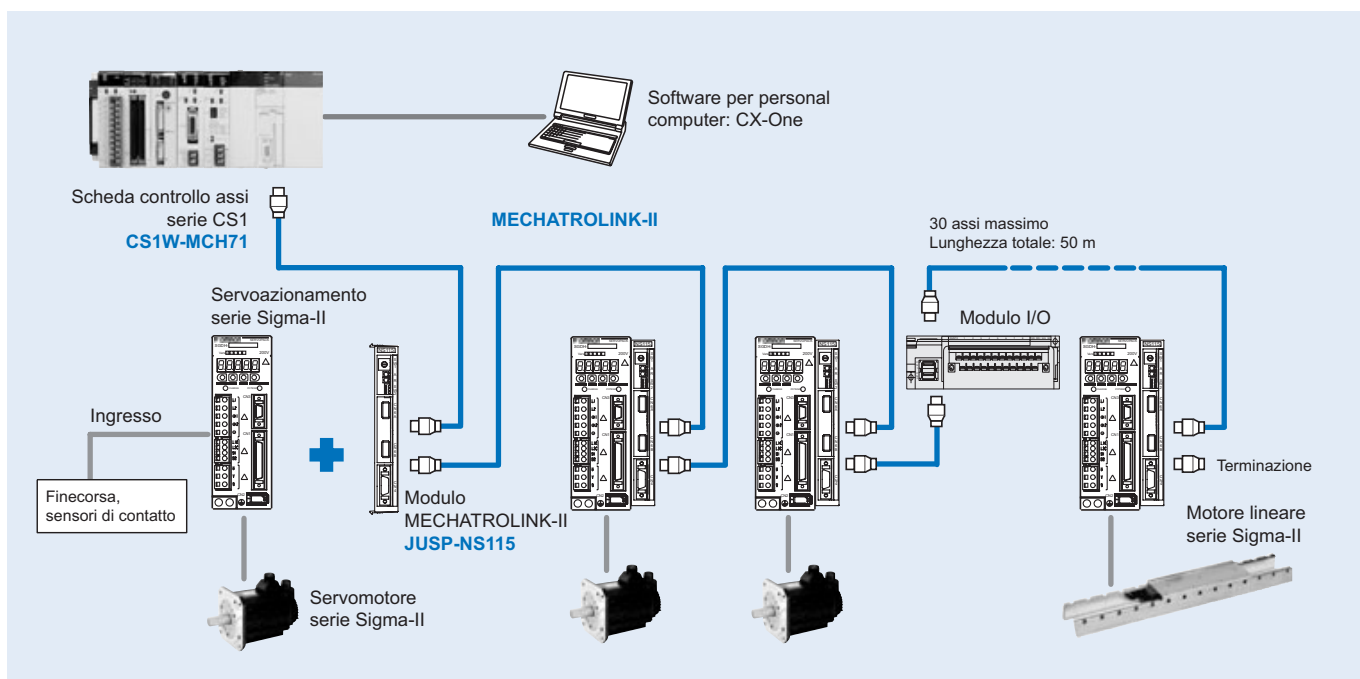 Software per personal
computer: CX-One
Scheda controllo assi
serie CS1
CS1W-MCH71
MECHATROLINK-II
30 assi massimo
Lunghezza totale: 50 m
Servoazionamento
serie Sigma-II
Modulo I/O
Ingresso
Finecorsa,
sensori di contatto
Modulo
MECHATROLINK-II
JUSP-NS115
Terminazione
Motore lineare
serie Sigma-II
Servomotore
serie Sigma-II